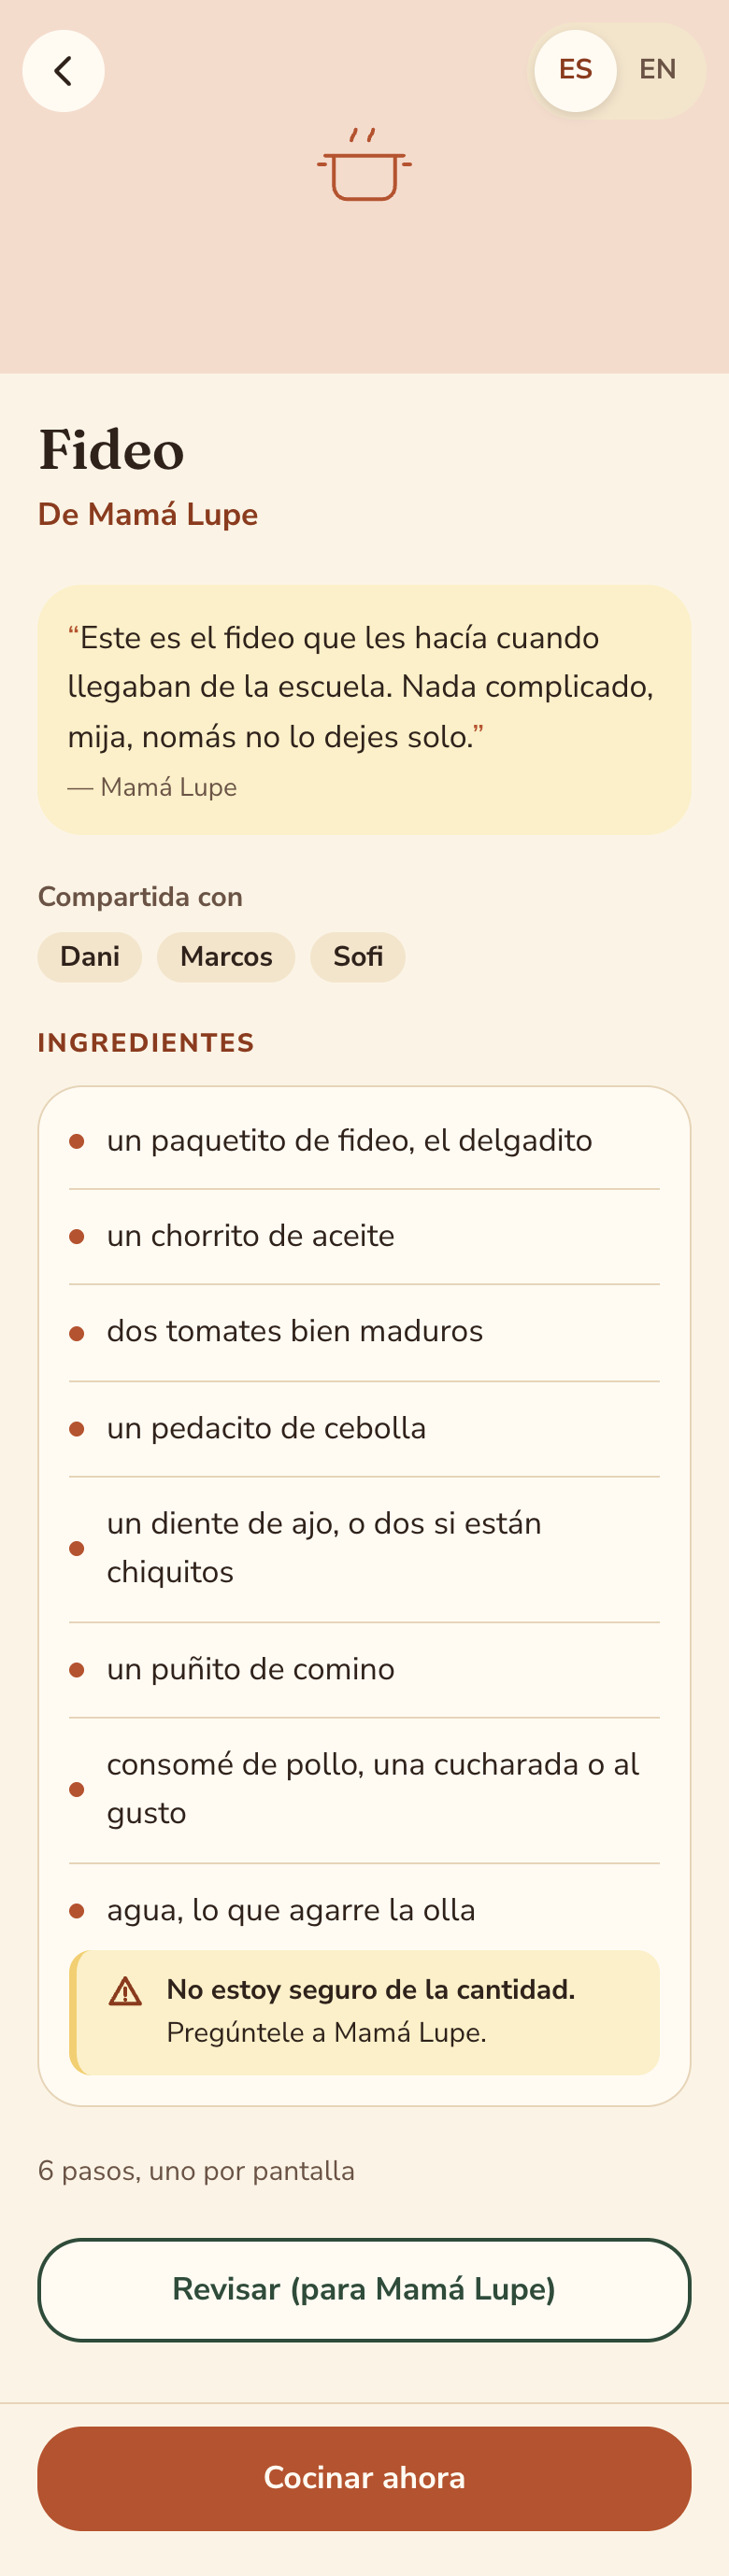 ES EN
Fideo
De Mamá Lupe
“Este es el fideo que les hacía cuando
llegaban de la escuela. Nada complicado,
mija, nomás no lo dejes solo.”
— Mamá Lupe
Compartida con
Dani Marcos Sofi
INGREDIENTES
un paquetito de fideo, el delgadito
un chorrito de aceite
dos tomates bien maduros
un pedacito de cebolla
un diente de ajo, o dos si están
chiquitos
un puñito de comino
consomé de pollo, una cucharada o al
gusto
agua, lo que agarre la olla
No estoy seguro de la cantidad.
Pregúntele a Mamá Lupe.
6 pasos, uno por pantalla
Revisar (para Mamá Lupe)
Cocinar ahora